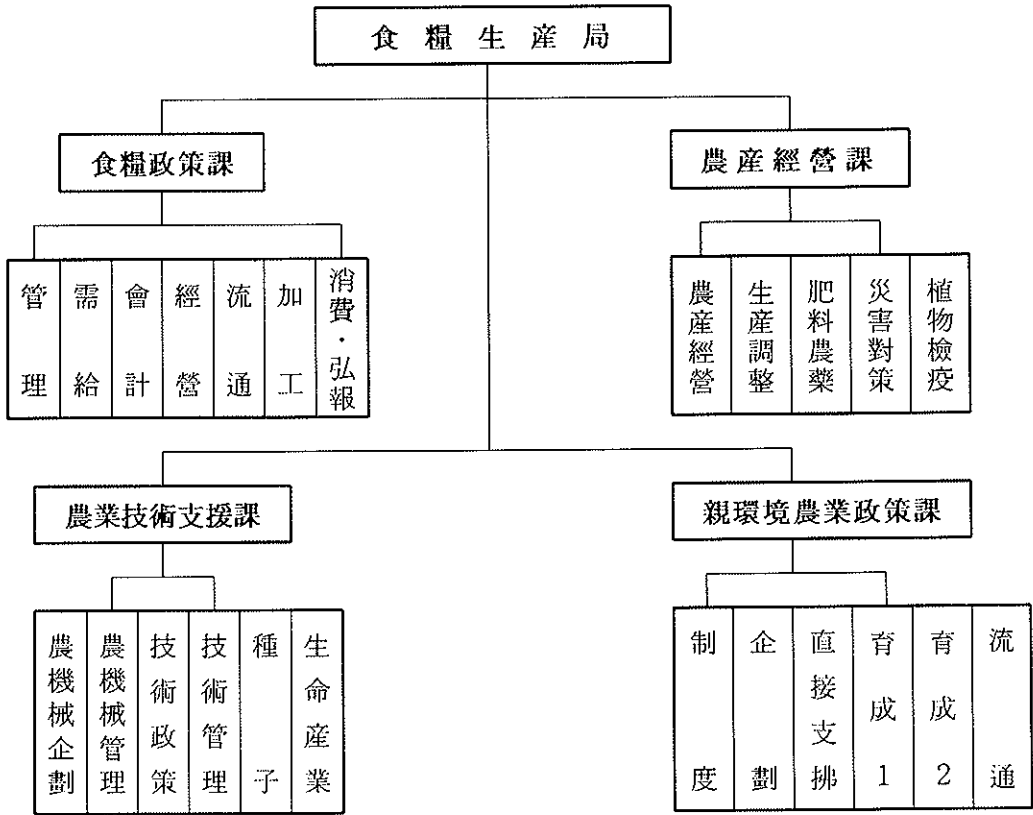 食糧生産局
食糧政策課
農産經營課
管理
需給
會計
經營
流通
加工
消費・弘報
農産經營
生産調整
肥料農藥
災害對策
植物檢疫
農業技術支援課
親環境農業政策課
農機械企劃
農機械管理
技術政策
技術管理
種子
生命産業
制度
企劃
直接支拂
育成1
育成2
流通